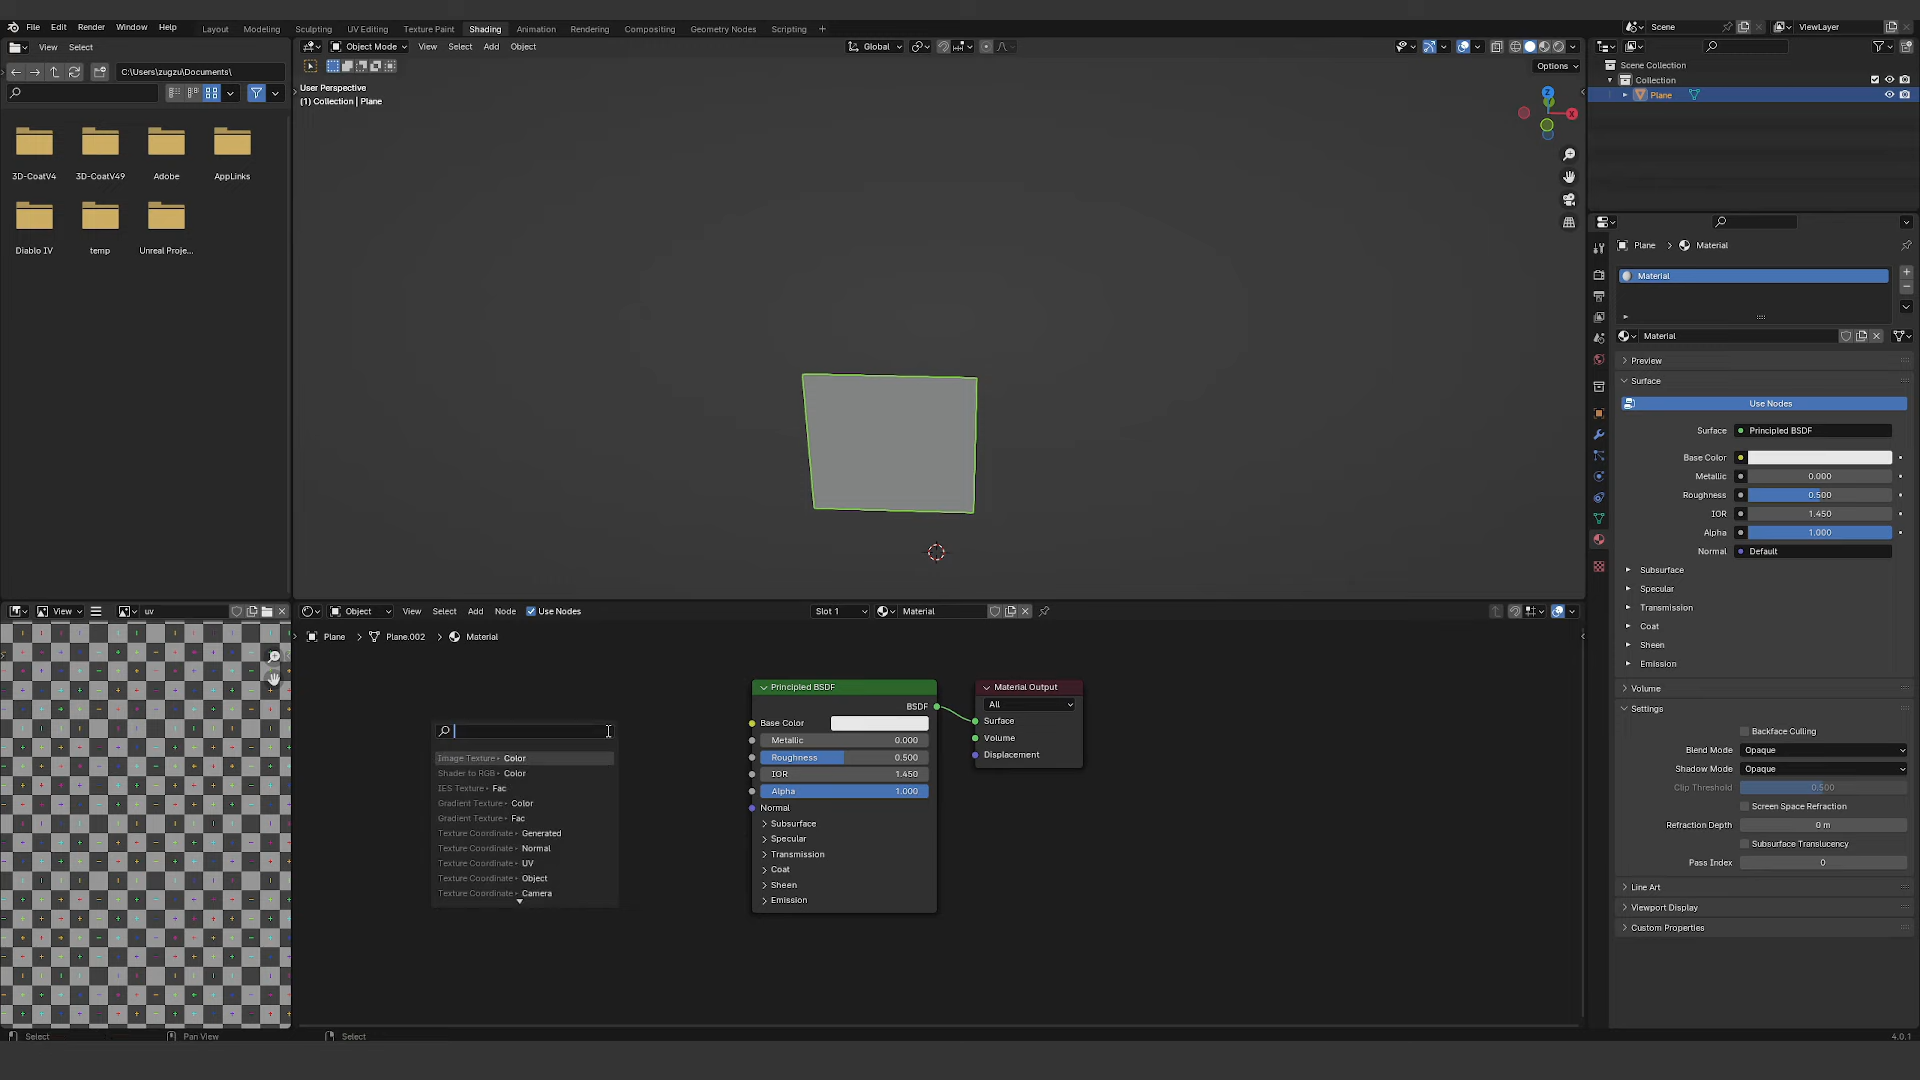 File Edit Render Window Help
Layout Modeling Sculpting UV Editing Texture Paint Shading Animation Rendering Compositing Geometry Nodes Scripting +
Scene
ViewLayer
View Select
C:\Users\zugzu\Documents\
3D-CoatV4 3D-CoatV49 Adobe AppLinks
Diablo IV temp Unreal Proje...
Object Mode View Select Add Object
Global
Options
User Perspective
(1) Collection | Plane
Z
X
Scene Collection
Collection
Plane
Plane > Material
Material
Material
Preview
Surface
Use Nodes
Surface Principled BSDF
Base Color
Metallic 0.000
Roughness 0.500
IOR 1.450
Alpha 1.000
Normal Default
Subsurface
Specular
Transmission
Coat
Sheen
Emission
Volume
Settings
Backface Culling
Blend Mode Opaque
Shadow Mode Opaque
Clip Threshold 0.500
Screen Space Refraction
Refraction Depth 0 m
Subsurface Translucency
Pass Index 0
Line Art
Viewport Display
Custom Properties
View uv
Object View Select Add Node Use Nodes
Slot 1 Material
Plane > Plane.002 > Material
Image Texture ▸ Color
Shader to RGB ▸ Color
IES Texture ▸ Fac
Gradient Texture ▸ Color
Gradient Texture ▸ Fac
Texture Coordinate ▸ Generated
Texture Coordinate ▸ Normal
Texture Coordinate ▸ UV
Texture Coordinate ▸ Object
Texture Coordinate ▸ Camera
Principled BSDF
BSDF
Base Color
Metallic 0.000
Roughness 0.500
IOR 1.450
Alpha 1.000
Normal
Subsurface
Specular
Transmission
Coat
Sheen
Emission
Material Output
All
Surface
Volume
Displacement
Select Pan View Select
4.0.1